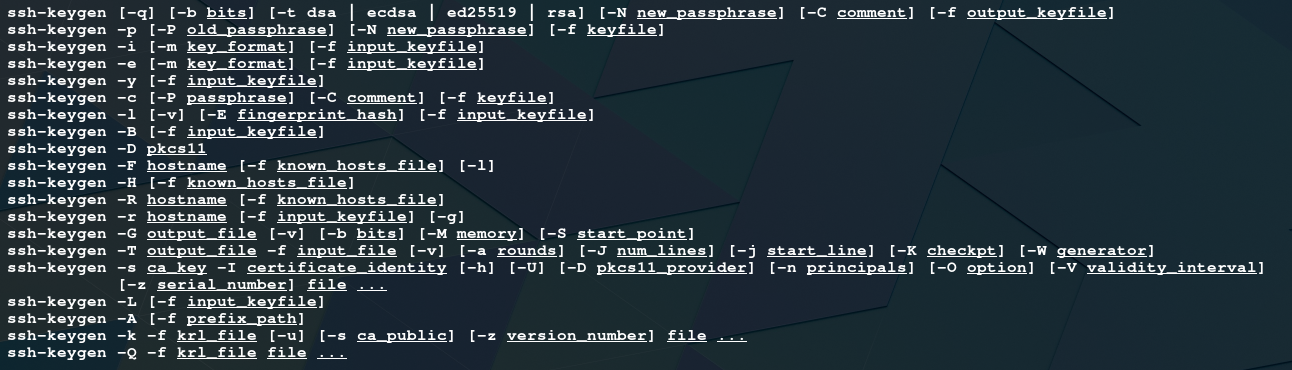 ssh-keygen [-q] [-b bits] [-t dsa | ecdsa | ed25519 | rsa] [-N new_passphrase] [-C comment] [-f output_keyfile]
ssh-keygen -p [-P old_passphrase] [-N new_passphrase] [-f keyfile]
ssh-keygen -i [-m key_format] [-f input_keyfile]
ssh-keygen -e [-m key_format] [-f input_keyfile]
ssh-keygen -y [-f input_keyfile]
ssh-keygen -c [-P passphrase] [-C comment] [-f keyfile]
ssh-keygen -l [-v] [-E fingerprint_hash] [-f input_keyfile]
ssh-keygen -B [-f input_keyfile]
ssh-keygen -D pkcs11
ssh-keygen -F hostname [-f known_hosts_file] [-l]
ssh-keygen -H [-f known_hosts_file]
ssh-keygen -R hostname [-f known_hosts_file]
ssh-keygen -r hostname [-f input_keyfile] [-g]
ssh-keygen -G output_file [-v] [-b bits] [-M memory] [-S start_point]
ssh-keygen -T output_file -f input_file [-v] [-a rounds] [-J num_lines] [-j start_line] [-K checkpt] [-W generator]
ssh-keygen -s ca_key -I certificate_identity [-h] [-U] [-D pkcs11_provider] [-n principals] [-O option] [-V validity_interval]
[-z serial_number] file ...
ssh-keygen -L [-f input_keyfile]
ssh-keygen -A [-f prefix_path]
ssh-keygen -k -f krl_file [-u] [-s ca_public] [-z version_number] file ...
ssh-keygen -Q -f krl_file file ...